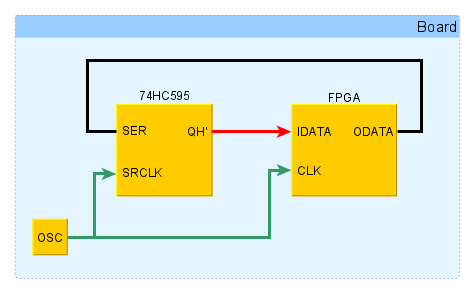 Board
74HC595
FPGA
SER QH' IDATA ODATA
SRCLK CLK
OSC